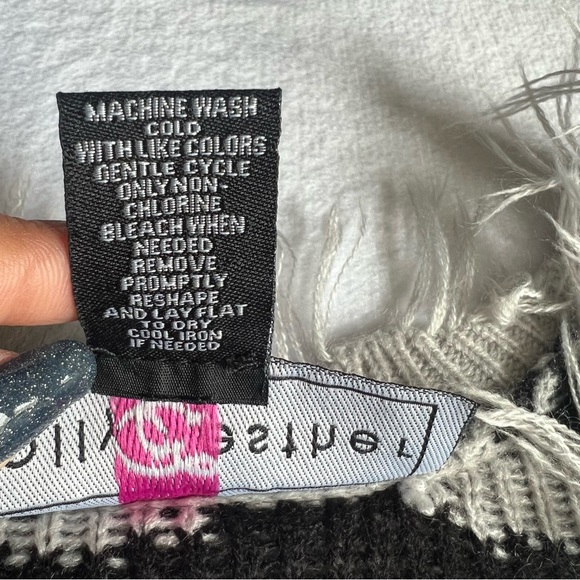 MACHINE WASH
COLD
WITH LIKE COLORS
GENTLE CYCLE
ONLY NON-
CHLORINE
BLEACH WHEN
NEEDED
REMOVE
PROMPTLY
RESHAPE
AND LAY FLAT
TO DRY
COOL IRON
IF NEEDED